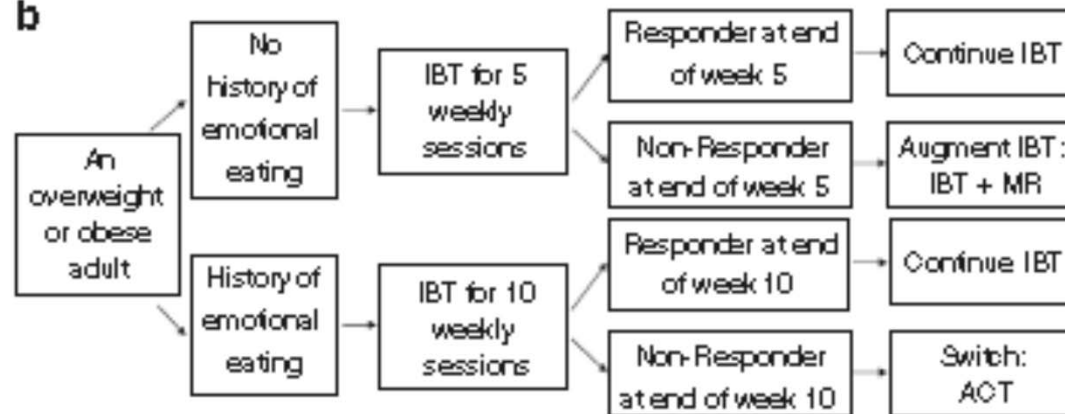 b
An
overweight
or obese
adult
No
history of
emotional
eating
IBT for 5
weekly
sessions
Responder at end
of week 5
Continue IBT
Non-Responder
at end of week 5
Augment IBT:
IBT + MR
History of
emotional
eating
IBT for 10
weekly
sessions
Responder at end
of week 10
Continue IBT
Non-Responder
at end of week 10
Switch:
ACT